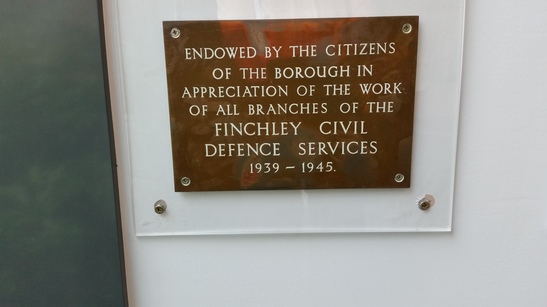 ENDOWED BY THE CITIZENS
OF THE BOROUGH IN
APPRECIATION OF THE WORK
OF ALL BRANCHES OF THE
FINCHLEY CIVIL
DEFENCE SERVICES
1939 – 1945.